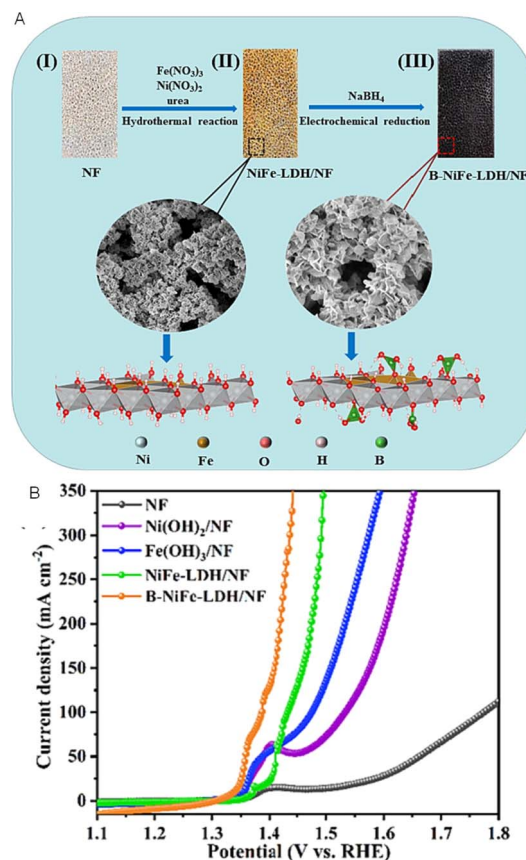 A
(I)
(II)
(III)
Fe(NO₃)₃
Ni(NO₃)₂
urea
Hydrothermal reaction
NaBH₄
Electrochemical reduction
NF
NiFe-LDH/NF
B-NiFe-LDH/NF
Ni
Fe
O
H
B
B
NF
Ni(OH)₂/NF
Fe(OH)₃/NF
NiFe-LDH/NF
B-NiFe-LDH/NF
Current density (mA cm⁻²)
350
300
250
200
150
100
50
0
1.1
1.2
1.3
1.4
1.5
1.6
1.7
1.8
Potential (V vs. RHE)